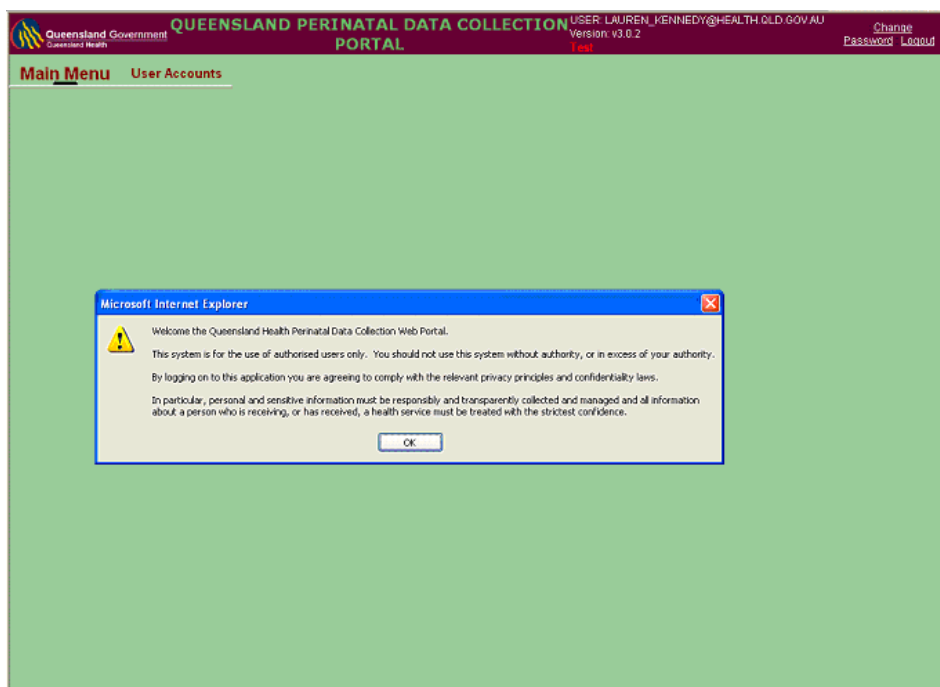 Queensland Government
Queensland Health
QUEENSLAND PERINATAL DATA COLLECTION
PORTAL
USER: LAUREN_KENNEDY@HEALTH.QLD.GOV.AU
Version: v3.0.2
Test
Change
Password Logout
Main Menu User Accounts
Microsoft Internet Explorer
Welcome the Queensland Health Perinatal Data Collection Web Portal.
This system is for the use of authorised users only. You should not use this system without authority, or in excess of your authority.
By logging on to this application you are agreeing to comply with the relevant privacy principles and confidentiality laws.
In particular, personal and sensitive information must be responsibly and transparently collected and managed and all information
about a person who is receiving, or has received, a health service must be treated with the strictest confidence.
OK